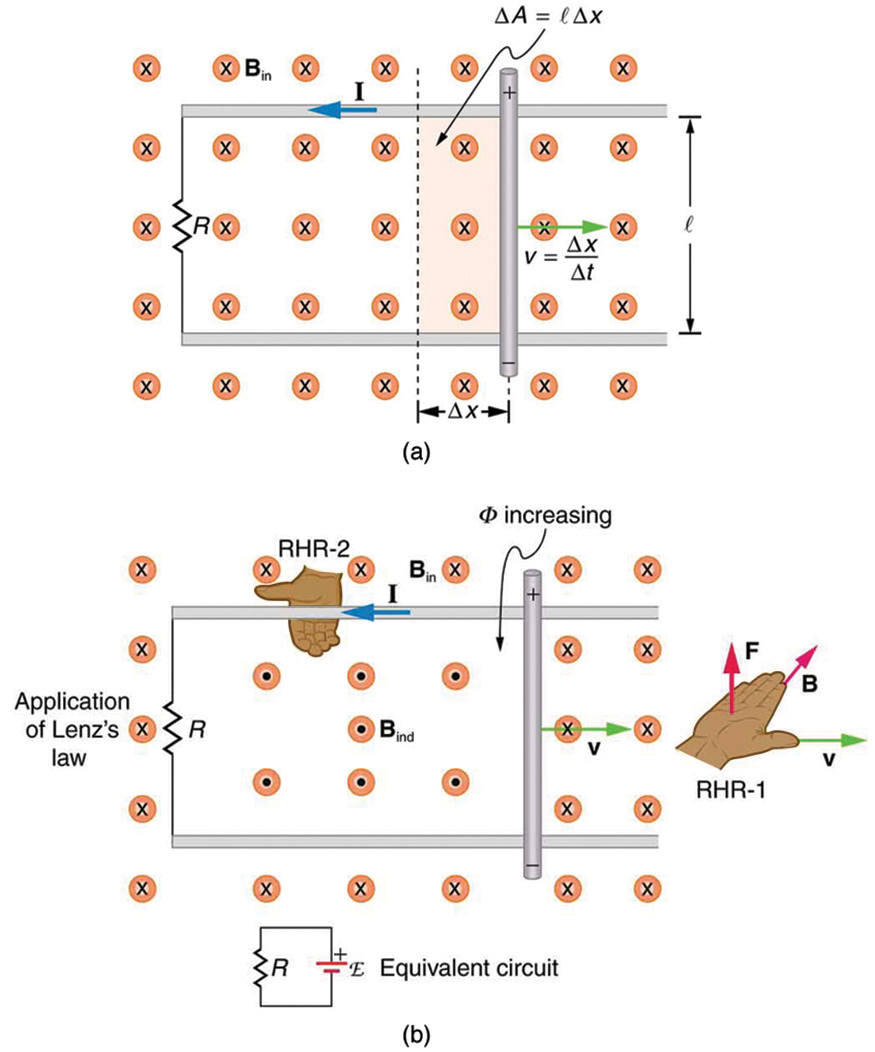 ΔA = ℓ Δx
X X B_in X X X X X
I
+
X X X X X X X
R X X X X X X X
ℓ
v = Δx/Δt
X X X X X X X
−
X X X X X X X
Δx
(a)
Φ increasing
RHR-2
X X X B_in X X X
I
+
X X X
F
B
Application
of Lenz's
law
X R B_ind X X
v
v
RHR-1
X X X
−
X X X X X X
R + ℰ Equivalent circuit
(b)